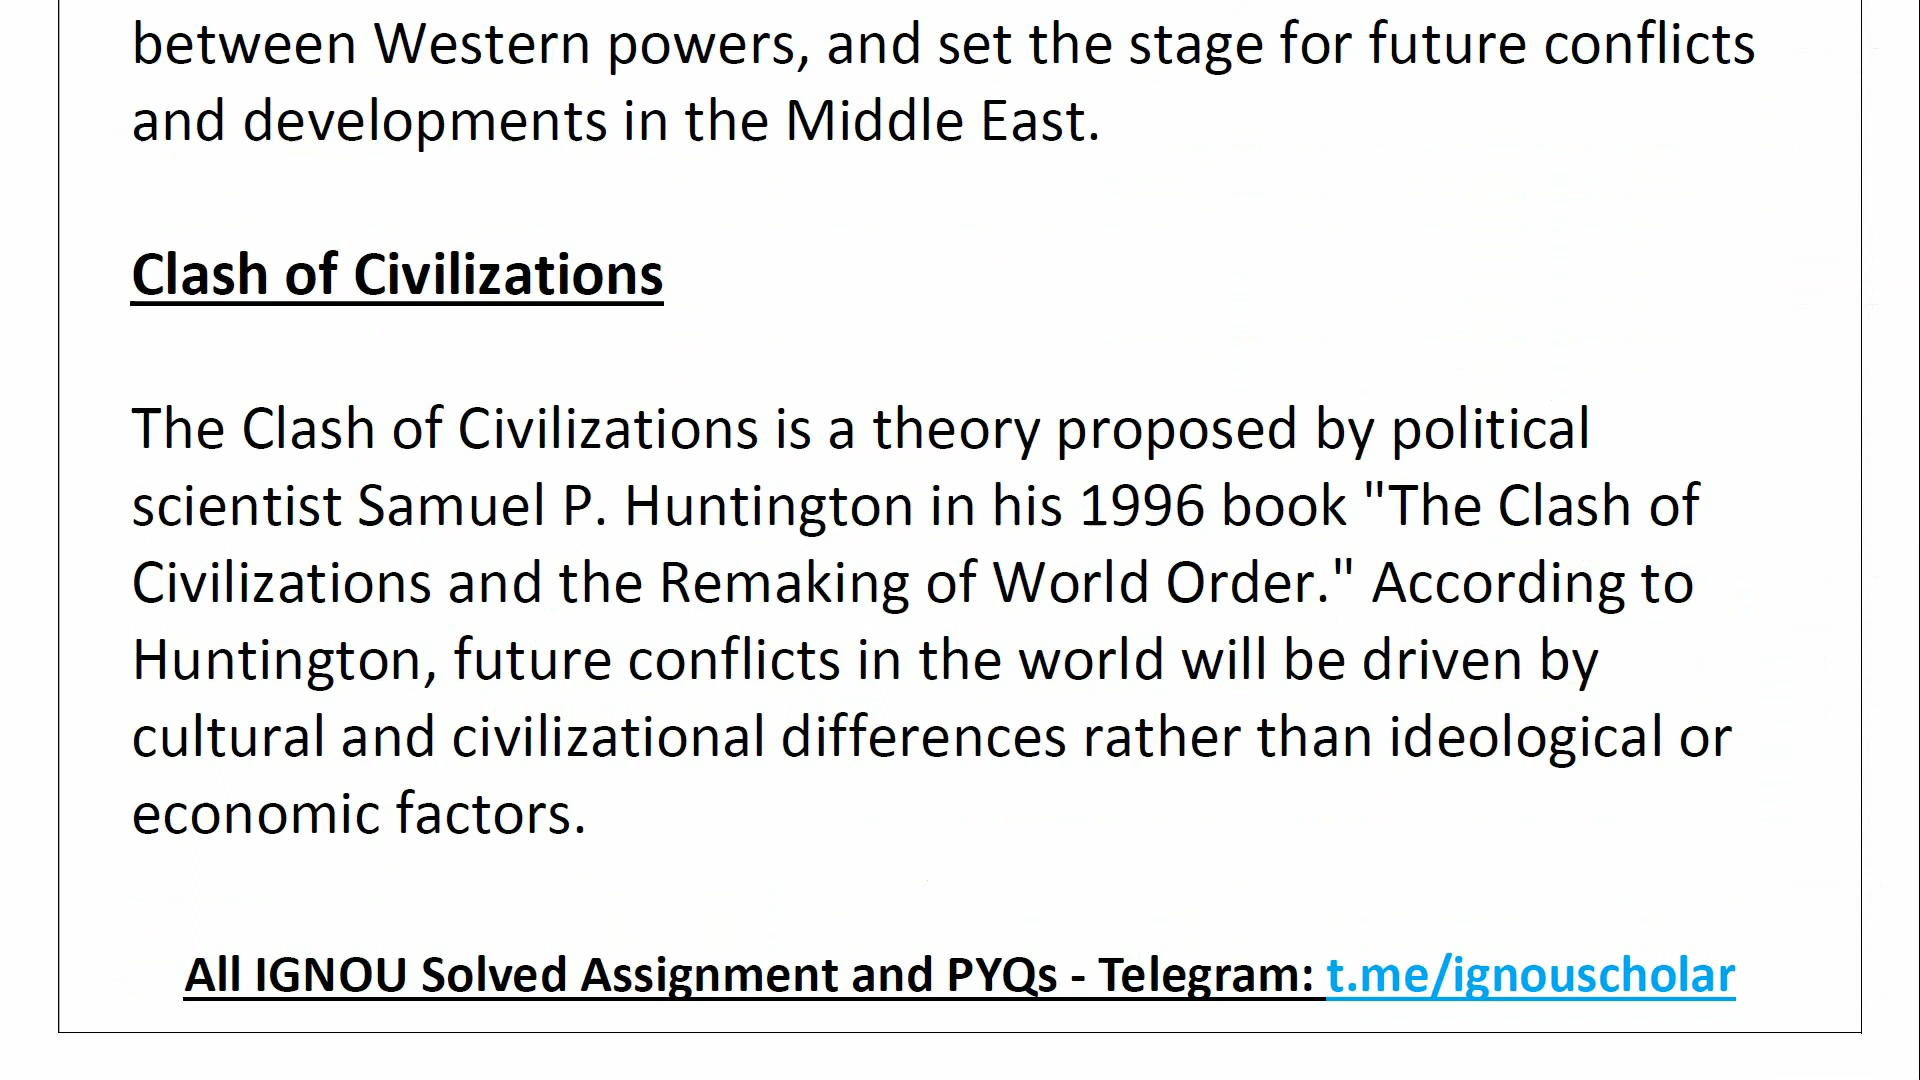 between Western powers, and set the stage for future conflicts
and developments in the Middle East.
Clash of Civilizations
The Clash of Civilizations is a theory proposed by political
scientist Samuel P. Huntington in his 1996 book "The Clash of
Civilizations and the Remaking of World Order." According to
Huntington, future conflicts in the world will be driven by
cultural and civilizational differences rather than ideological or
economic factors.
All IGNOU Solved Assignment and PYQs - Telegram: t.me/ignouscholar